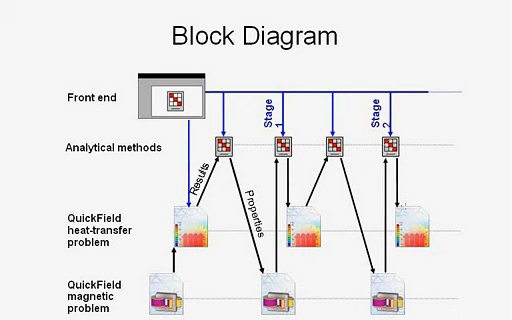 Block Diagram
Front end
Stage 1
Stage 2
Analytical methods
Results
Properties
QuickField
heat-transfer
problem
QuickField
magnetic
problem